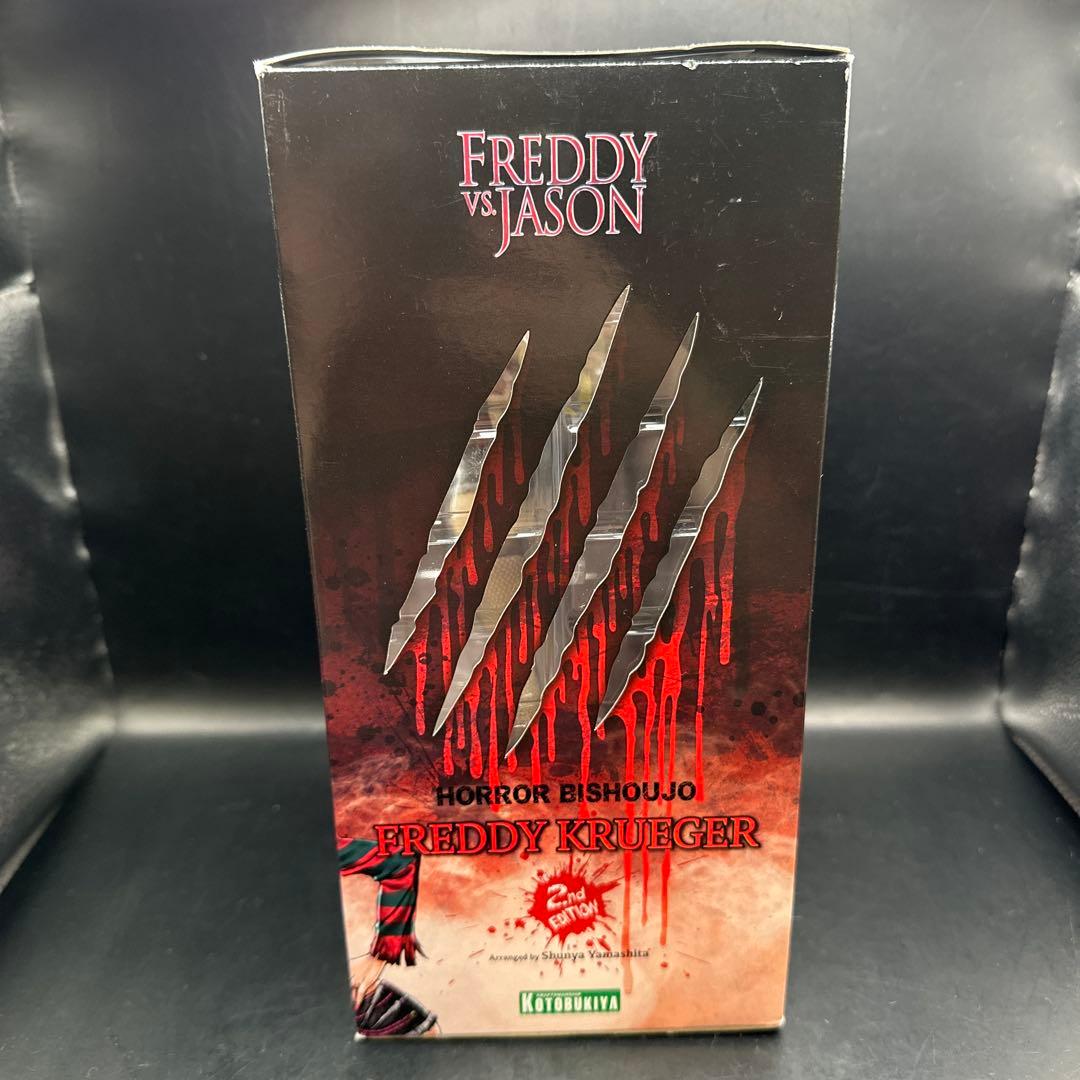 FREDDY
VS. JASON
HORROR BISHOUJO
FREDDY KRUEGER
2nd
EDITION
Arranged by Shunya Yamashita
KOTOBUKIYA